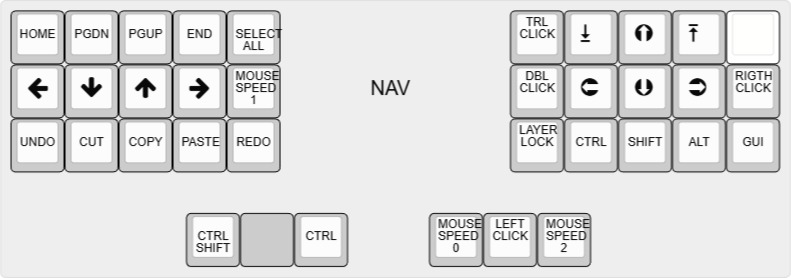 HOME PGDN PGUP END SELECT ALL
TRL CLICK
MOUSE SPEED 1
NAV
DBL CLICK
RIGTH CLICK
UNDO CUT COPY PASTE REDO
LAYER LOCK CTRL SHIFT ALT GUI
CTRL SHIFT
CTRL
MOUSE SPEED 0
LEFT CLICK
MOUSE SPEED 2